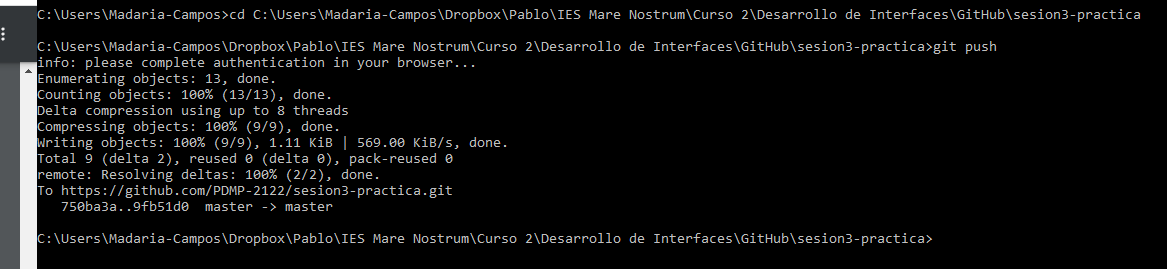 C:\Users\Madaria-Campos>cd C:\Users\Madaria-Campos\Dropbox\Pablo\IES Mare Nostrum\Curso 2\Desarrollo de Interfaces\GitHub\sesion3-practica
C:\Users\Madaria-Campos\Dropbox\Pablo\IES Mare Nostrum\Curso 2\Desarrollo de Interfaces\GitHub\sesion3-practica>git push
info: please complete authentication in your browser...
Enumerating objects: 13, done.
Counting objects: 100% (13/13), done.
Delta compression using up to 8 threads
Compressing objects: 100% (9/9), done.
Writing objects: 100% (9/9), 1.11 KiB | 569.00 KiB/s, done.
Total 9 (delta 2), reused 0 (delta 0), pack-reused 0
remote: Resolving deltas: 100% (2/2), done.
To https://github.com/PDMP-2122/sesion3-practica.git
   750ba3a..9fb51d0  master -> master
C:\Users\Madaria-Campos\Dropbox\Pablo\IES Mare Nostrum\Curso 2\Desarrollo de Interfaces\GitHub\sesion3-practica>